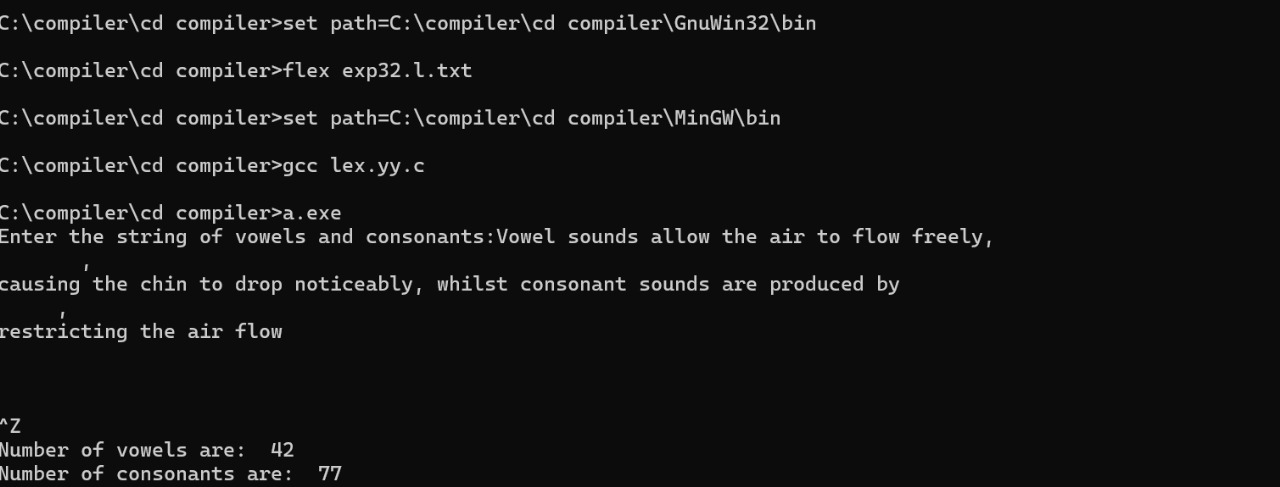 C:\compiler\cd compiler>set path=C:\compiler\cd compiler\GnuWin32\bin
C:\compiler\cd compiler>flex exp32.l.txt
C:\compiler\cd compiler>set path=C:\compiler\cd compiler\MinGW\bin
C:\compiler\cd compiler>gcc lex.yy.c
C:\compiler\cd compiler>a.exe
Enter the string of vowels and consonants:Vowel sounds allow the air to flow freely,
       ,
causing the chin to drop noticeably, whilst consonant sounds are produced by
     ,
restricting the air flow
^Z
Number of vowels are:  42
Number of consonants are:  77